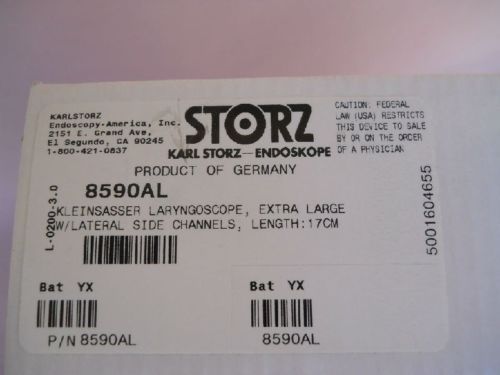 KARLSTORZ
Endoscopy-America, Inc.
2151 E. Grand Ave,
El Segundo, CA 90245
1-800-421-0837
STORZ
KARL STORZ—ENDOSKOPE
CAUTION: FEDERAL
LAW (USA) RESTRICTS
THIS DEVICE TO SALE
BY OR ON THE ORDER
OF A PHYSICIAN
PRODUCT OF GERMANY
L-0200-3.0
8590AL
KLEINSASSER LARYNGOSCOPE, EXTRA LARGE
W/LATERAL SIDE CHANNELS, LENGTH:17CM
5001604655
Bat YX
P/N 8590AL
Bat YX
8590AL